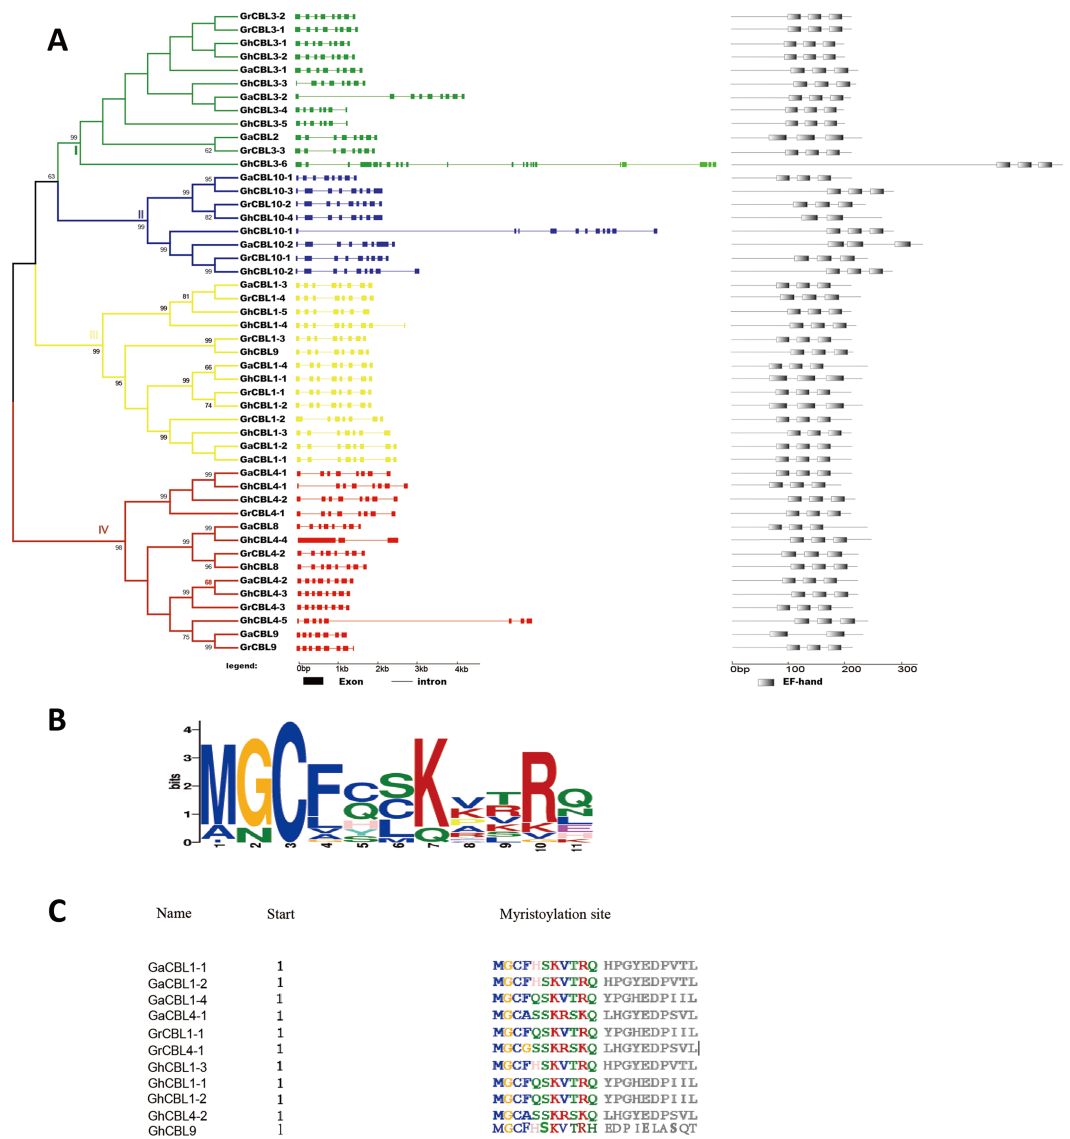 A
GrCBL3-2
GrCBL3-1
GhCBL3-1
GhCBL3-2
GaCBL3-1
GhCBL3-3
GaCBL3-2
GhCBL3-4
GhCBL3-5
99
I
GaCBL2
62 GrCBL3-3
GhCBL3-6
63
95 GaCBL10-1
99 GhCBL10-3
GrCBL10-2
II 82 GhCBL10-4
99
GhCBL10-1
GaCBL10-2
99 GrCBL10-1
99 GhCBL10-2
GaCBL1-3
81 GrCBL1-4
99 GhCBL1-5
GhCBL1-4
III
99
99 GrCBL1-3
GhCBL9
66 GaCBL1-4
95
99 GhCBL1-1
GrCBL1-1
74 GhCBL1-2
GrCBL1-2
99 GhCBL1-3
GaCBL1-2
GaCBL1-1
99 GaCBL4-1
GhCBL4-1
99 GhCBL4-2
GrCBL4-1
IV
98
99 GaCBL8
99 GhCBL4-4
GrCBL4-2
96 GhCBL8
68 GaCBL4-2
99 GhCBL4-3
GrCBL4-3
GhCBL4-5
75 GaCBL9
99 GrCBL9
legend: 0bp 1kb 2kb 3kb 4kb 0bp 100 200 300
Exon intron EF-hand
B
bits
4
3
2
1
0
1 2 3 4 5 6 7 8 9 10 11
C
Name Start Myristoylation site
GaCBL1-1 1 MGCFHSKVTRQ HPGYEDPVTL
GaCBL1-2 1 MGCFHSKVTRQ HPGYEDPVTL
GaCBL1-4 1 MGCFQSKVTRQ YPGHEDPIIL
GaCBL4-1 1 MGCASSKRSKQ LHGYEDPSVL
GrCBL1-1 1 MGCFQSKVTRQ YPGHEDPIIL
GrCBL4-1 1 MGCGSSKRSKQ LHGYEDPSVL
GhCBL1-3 1 MGCFHSKVTRQ HPGYEDPVTL
GhCBL1-1 1 MGCFQSKVTRQ YPGHEDPIIL
GhCBL1-2 1 MGCFQSKVTRQ YPGHEDPIIL
GhCBL4-2 1 MGCASSKRSKQ LHGYEDPSVL
GhCBL9 1 MGCFHSKVTRH EDPIELASQT